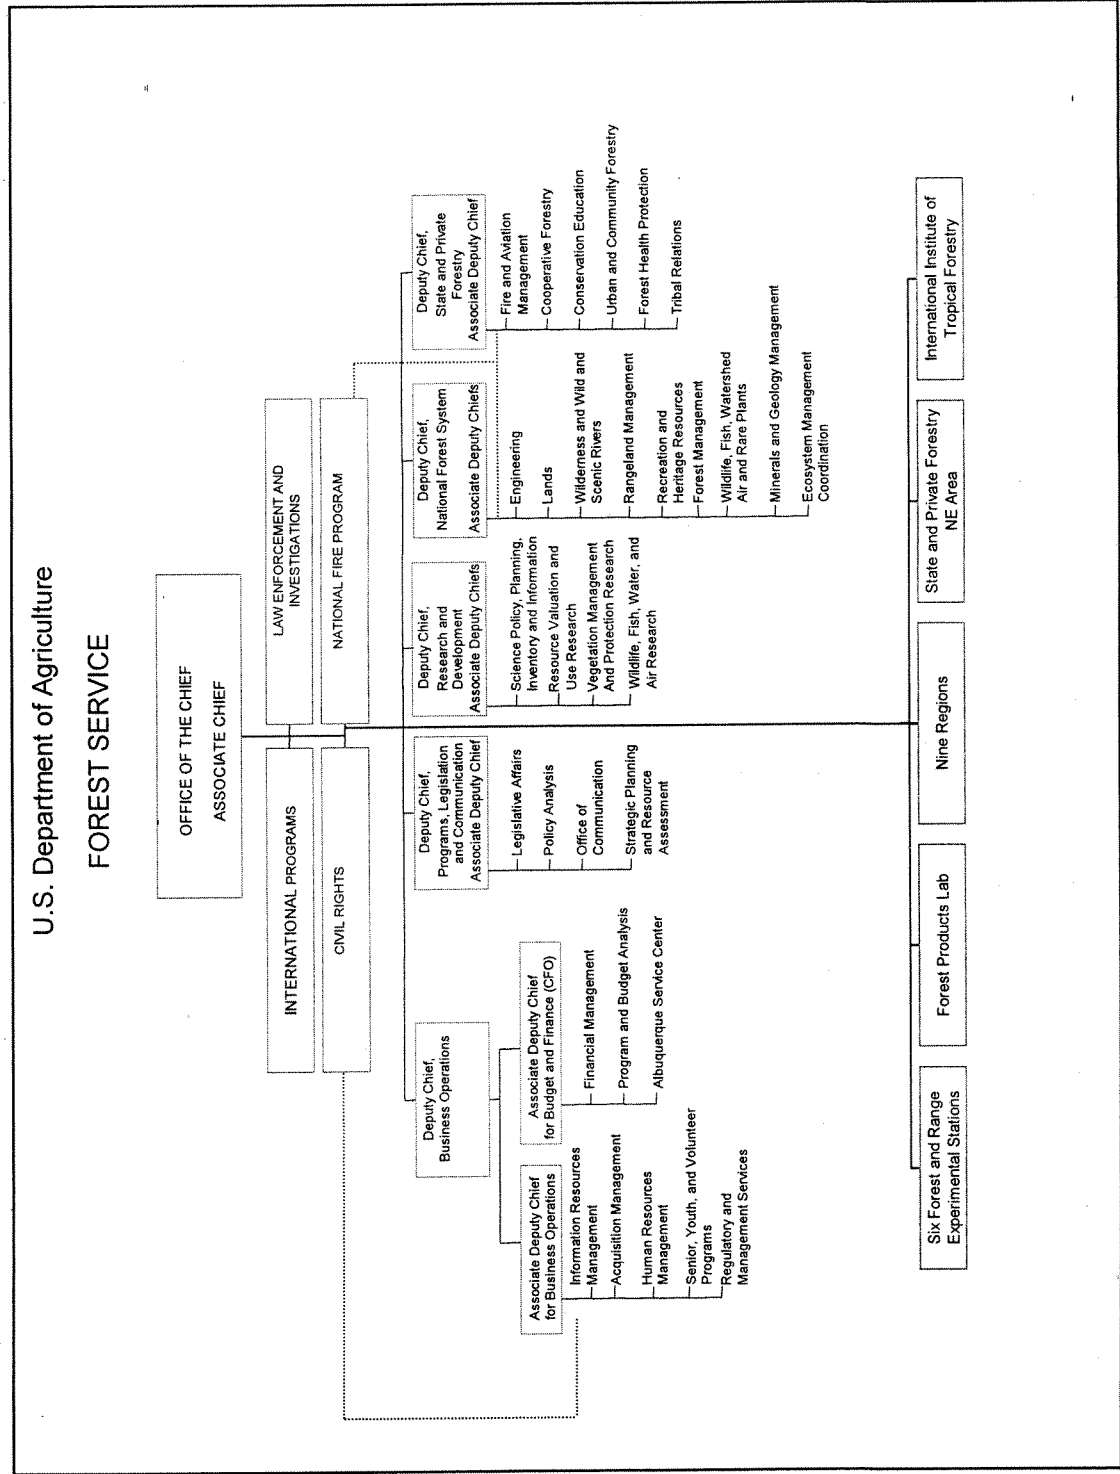 U.S. Department of Agriculture
FOREST SERVICE
OFFICE OF THE CHIEF
ASSOCIATE CHIEF
INTERNATIONAL PROGRAMS
LAW ENFORCEMENT AND
INVESTIGATIONS
CIVIL RIGHTS
NATIONAL FIRE PROGRAM
Deputy Chief,
Business Operations
Associate Deputy Chief
for Business Operations
Information Resources
Management
Acquisition Management
Human Resources
Management
Senior, Youth, and Volunteer
Programs
Regulatory and
Management Services
Associate Deputy Chief
for Budget and Finance (CFO)
Financial Management
Program and Budget Analysis
Albuquerque Service Center
Deputy Chief,
Programs, Legislation
and Communication
Associate Deputy Chief
Legislative Affairs
Policy Analysis
Office of
Communication
Strategic Planning
and Resource
Assessment
Deputy Chief,
Research and
Development
Associate Deputy Chiefs
Science Policy, Planning,
Inventory and Information
Resource Valuation and
Use Research
Vegetation Management
And Protection Research
Wildlife, Fish, Water, and
Air Research
Deputy Chief,
National Forest System
Associate Deputy Chiefs
Engineering
Lands
Wilderness and Wild and
Scenic Rivers
Rangeland Management
Recreation and
Heritage Resources
Forest Management
Wildlife, Fish, Watershed
Air and Rare Plants
Minerals and Geology Management
Ecosystem Management
Coordination
Deputy Chief,
State and Private
Forestry
Associate Deputy Chief
Fire and Aviation
Management
Cooperative Forestry
Conservation Education
Urban and Community Forestry
Forest Health Protection
Tribal Relations
Six Forest and Range
Experimental Stations
Forest Products Lab
Nine Regions
State and Private Forestry
NE Area
International Institute of
Tropical Forestry